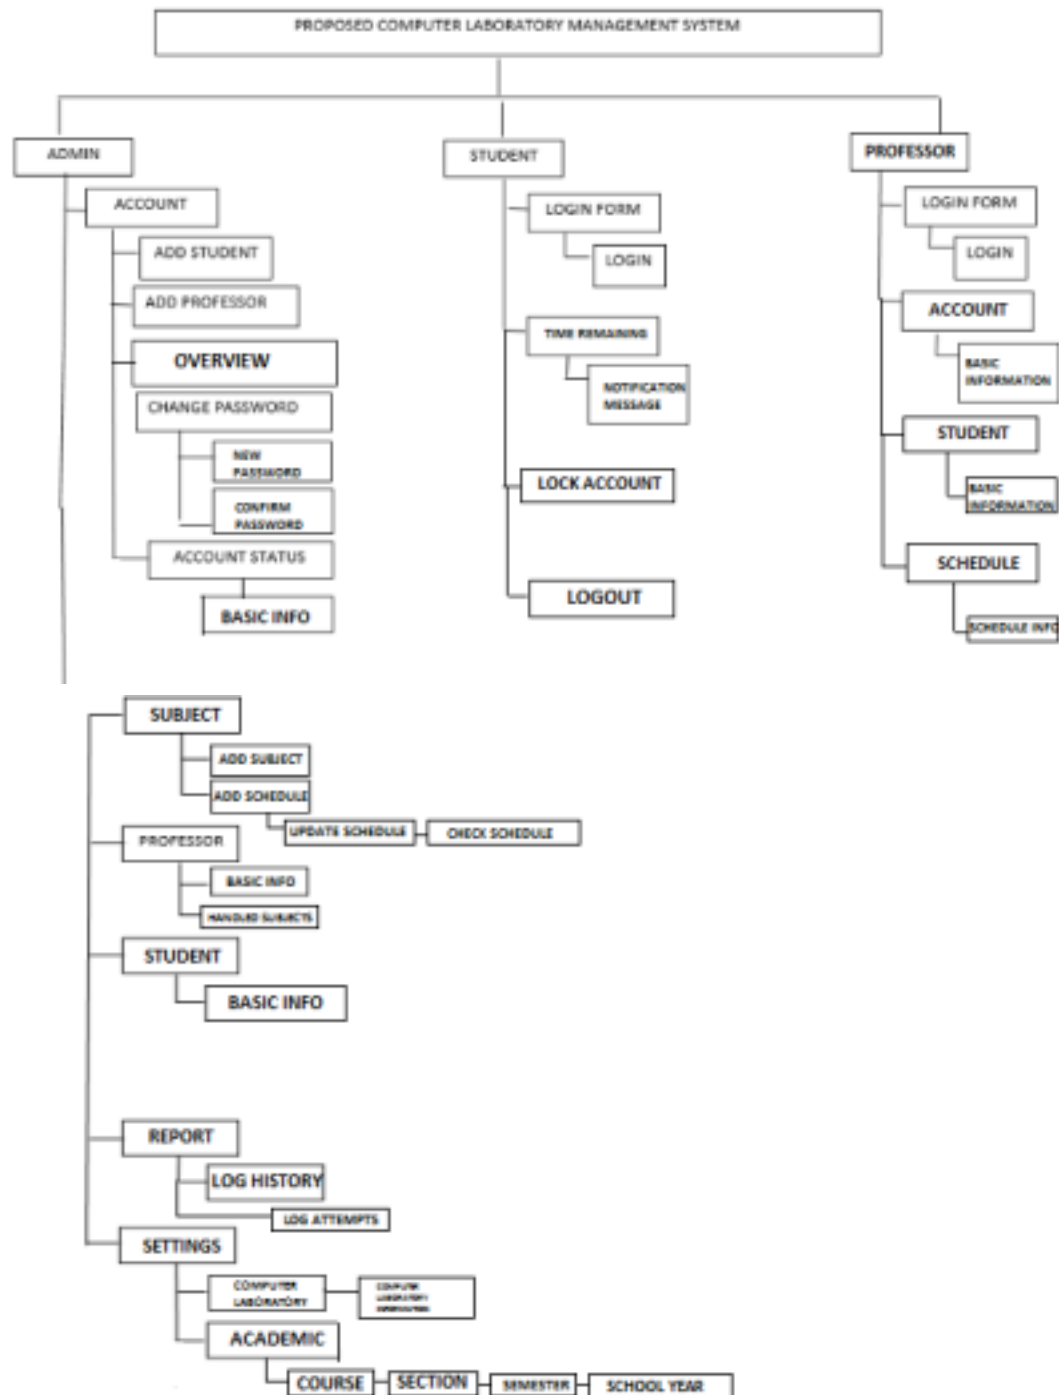 PROPOSED COMPUTER LABORATORY MANAGEMENT SYSTEM
ADMIN
ACCOUNT
ADD STUDENT
ADD PROFESSOR
OVERVIEW
CHANGE PASSWORD
NEW
PASSWORD
CONFIRM
PASSWORD
ACCOUNT STATUS
BASIC INFO
STUDENT
LOGIN FORM
LOGIN
TIME REMAINING
NOTIFICATION
MESSAGE
LOCK ACCOUNT
LOGOUT
PROFESSOR
LOGIN FORM
LOGIN
ACCOUNT
BASIC
INFORMATION
STUDENT
BASIC
INFORMATION
SCHEDULE
SCHEDULE INFO
SUBJECT
ADD SUBJECT
ADD SCHEDULE
UPDATE SCHEDULE
CHECK SCHEDULE
PROFESSOR
BASIC INFO
HANDLED SUBJECTS
STUDENT
BASIC INFO
REPORT
LOG HISTORY
LOG ATTEMPTS
SETTINGS
COMPUTER
LABORATORY
COMPUTER
LABORATORY
INFORMATION
ACADEMIC
COURSE
SECTION
SEMESTER
SCHOOL YEAR